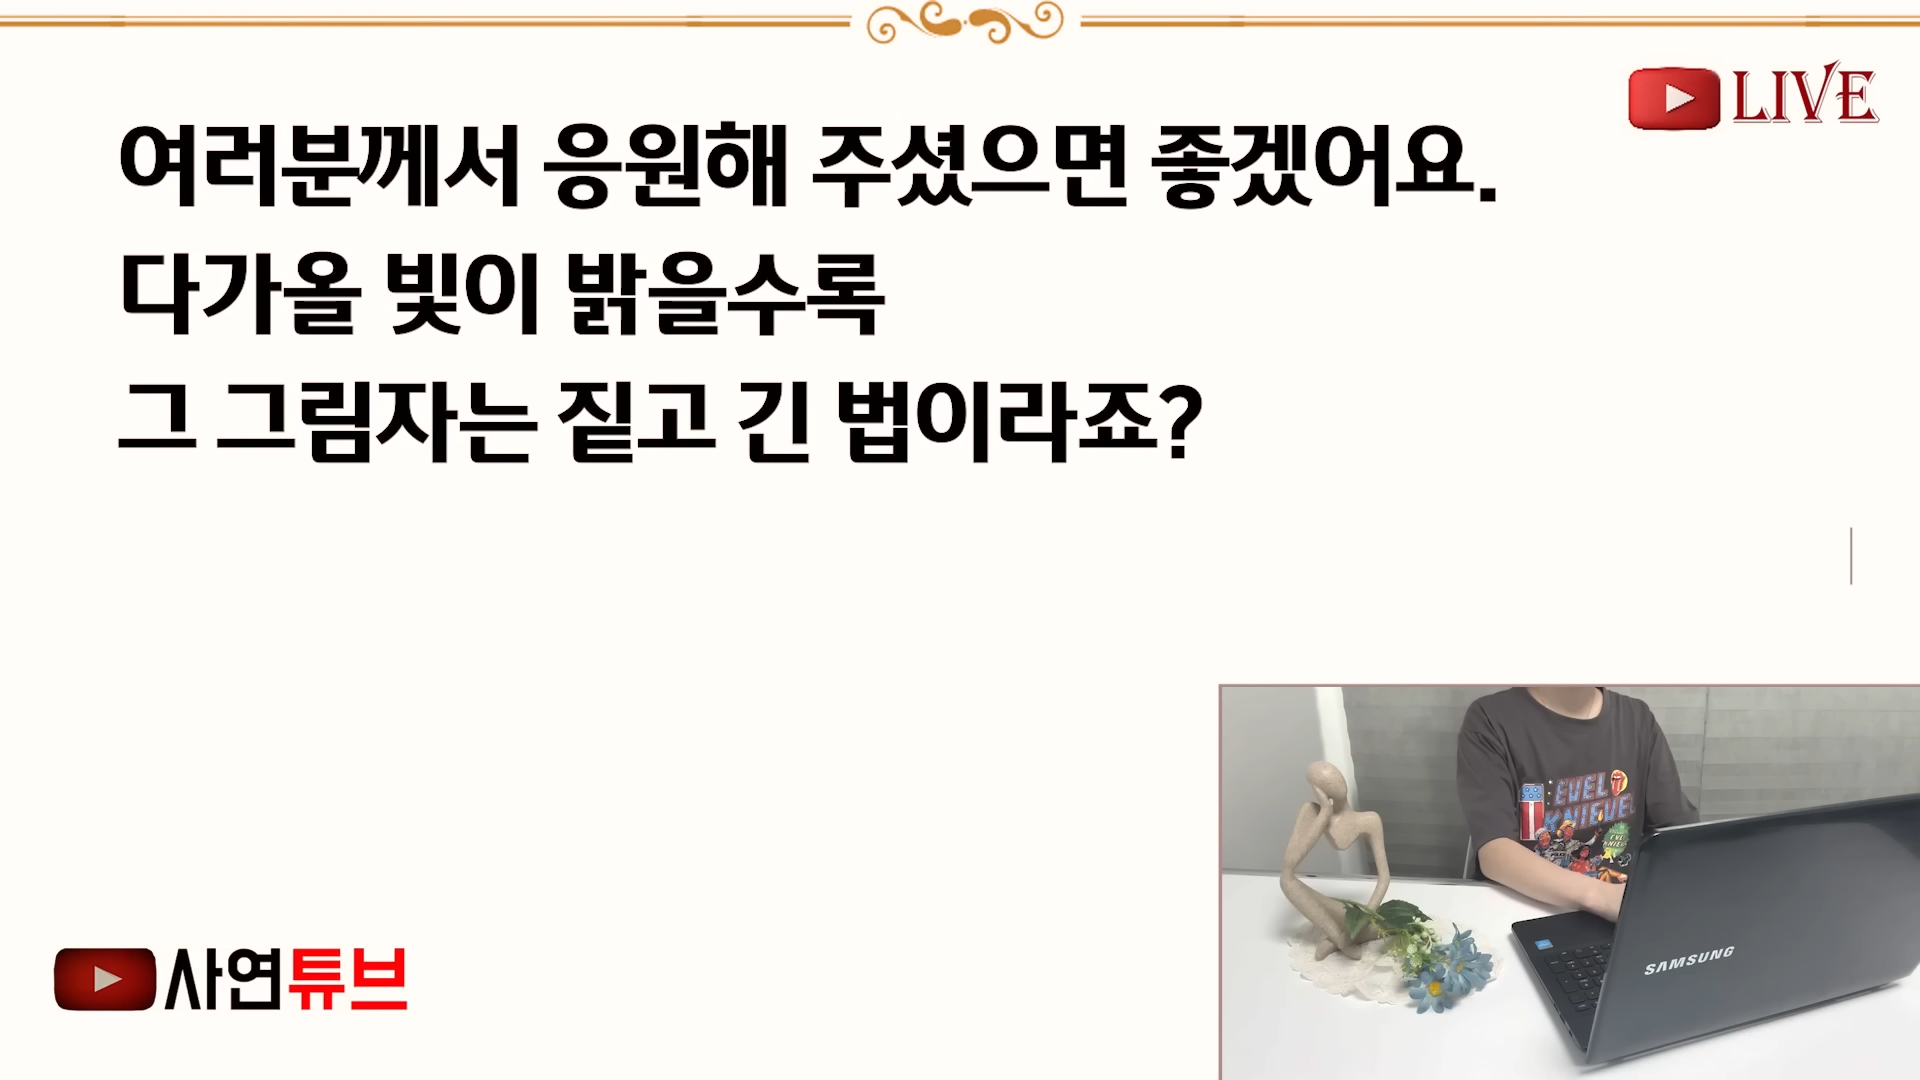 LIVE
여러분께서 응원해 주셨으면 좋겠어요.
다가올 빛이 밝을수록
그 그림자는 짙고 긴 법이라죠?
EVEL
KNIEVEL
SAMSUNG
사연튜브